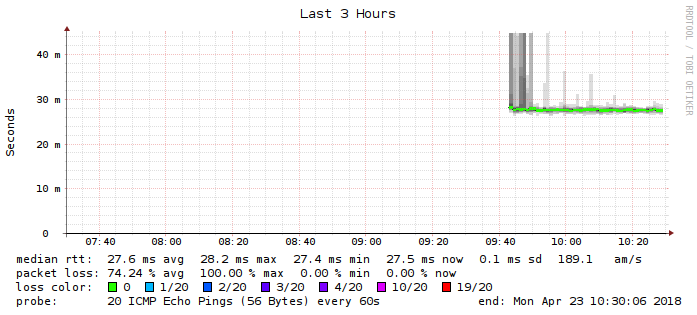 Last 3 Hours
RRDTOOL / TOBI OETIKER
Seconds
40 m
30 m
20 m
10 m
0
07:40 08:00 08:20 08:40 09:00 09:20 09:40 10:00 10:20
median rtt: 27.6 ms avg 28.2 ms max 27.4 ms min 27.5 ms now 0.1 ms sd 189.1 am/s
packet loss: 74.24 % avg 100.00 % max 0.00 % min 0.00 % now
loss color: 0 1/20 2/20 3/20 4/20 10/20 19/20
probe: 20 ICMP Echo Pings (56 Bytes) every 60s end: Mon Apr 23 10:30:06 2018